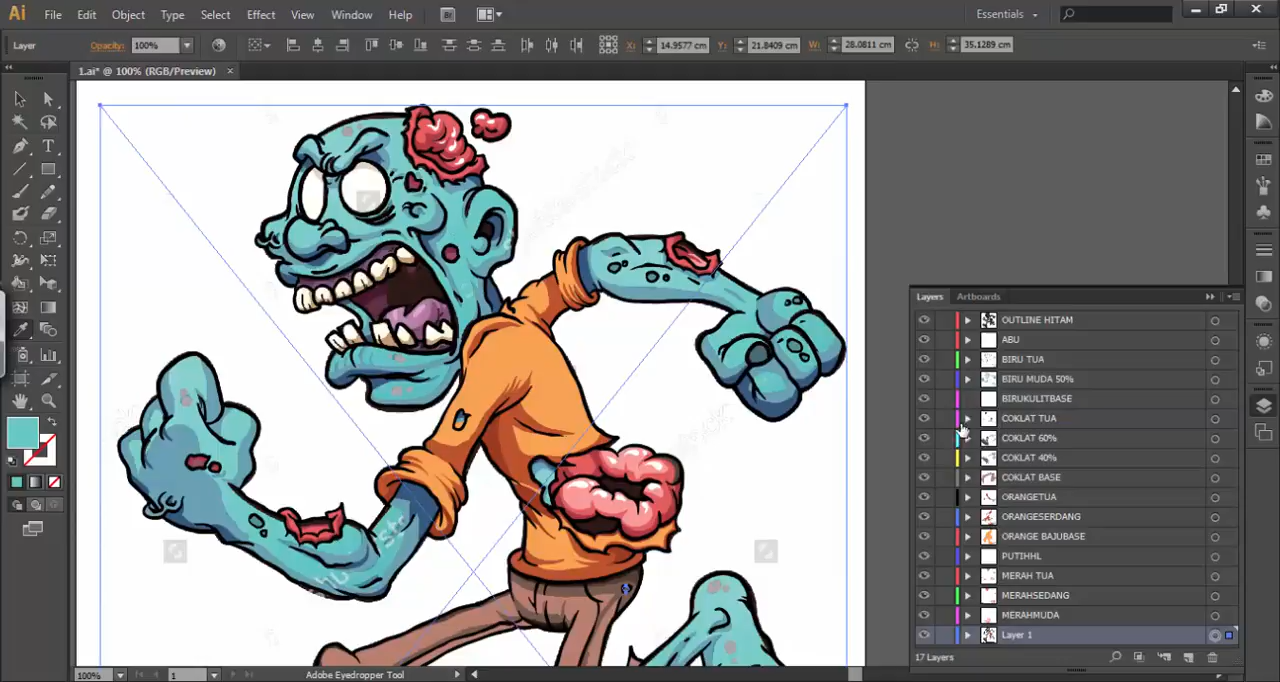 Ai File Edit Object Type Select Effect View Window Help Br Essentials
Layer Opacity: 100% X: 14.9577 cm Y: 21.8409 cm W: 28.0811 cm H: 35.1289 cm
1.ai* @ 100% (RGB/Preview) ×
Layers Artboards
OUTLINE HITAM
ABU
BIRU TUA
BIRU MUDA 50%
BIRUKULITBASE
COKLAT TUA
COKLAT 60%
COKLAT 40%
COKLAT BASE
ORANGETUA
ORANGESERDANG
ORANGE BAJUBASE
PUTIHHL
MERAH TUA
MERAHSEDANG
MERAHMUDA
Layer 1
17 Layers
100% 1 Adobe Eyedropper Tool